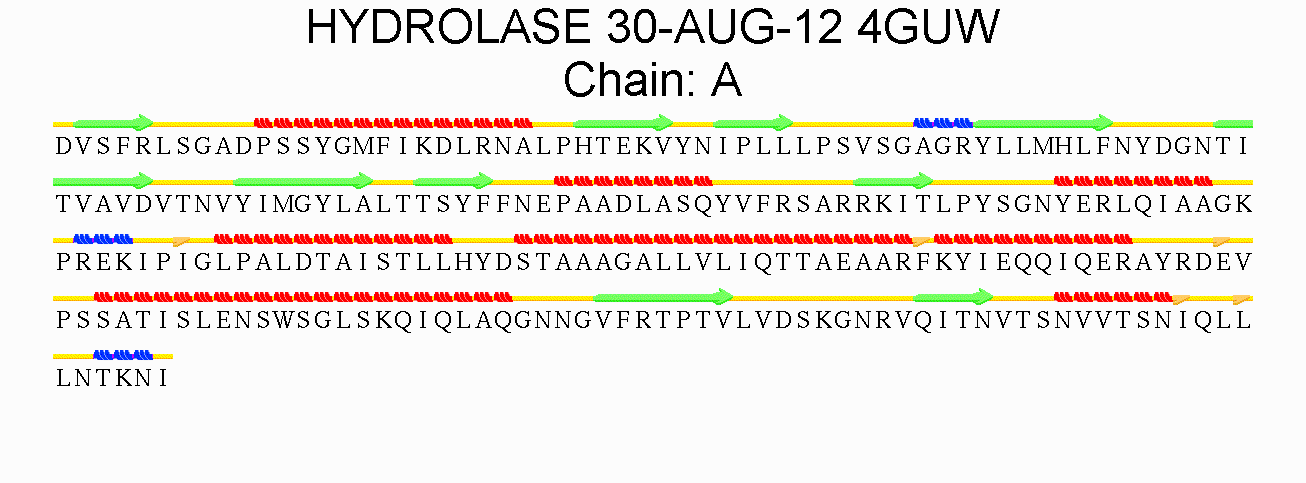 HYDROLASE 30-AUG-12 4GUW
Chain: A
DVSFRLSGADPSSYGMFIKDLRNALPHTEKVYNIPLLLPSVSGAGRYLLMHLFNYDGNTI
TVAVDVTNVYIMGYLALTTSYFFNEPAADLASQYVFRSARRKITLPYSGNYERLQIAAGK
PREKIPIGLPALDTAISTLLHYDSTAAAGALLVLIQTTAEAARFKYIEQQIQERAYRDEV
PSSATISLENSWSGLSKQIQLAQGNNGVFRTPTVLVDSKGNRVQITNVTSNVVTSNIQLL
LNTKNI